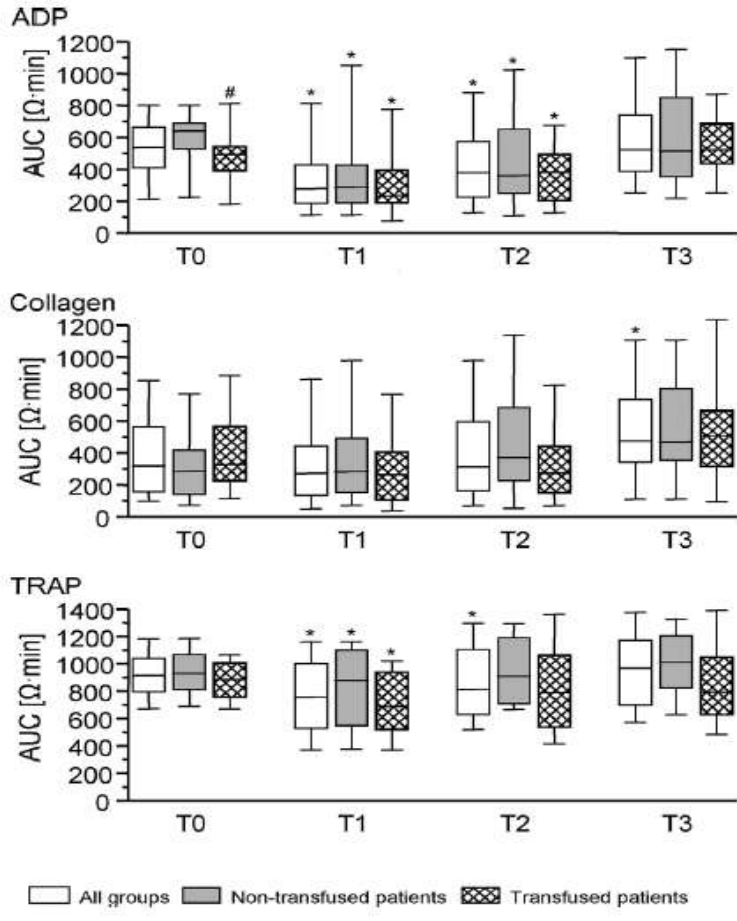 ADP
AUC [Ω·min]
1200
1000
800
600
400
200
0
#
* * *
* * *
T0 T1 T2 T3
Collagen
AUC [Ω·min]
1200
1000
800
600
400
200
0
*
T0 T1 T2 T3
TRAP
AUC [Ω·min]
1400
1200
1000
800
600
400
200
0
* * *
*
T0 T1 T2 T3
All groups Non-transfused patients Transfused patients